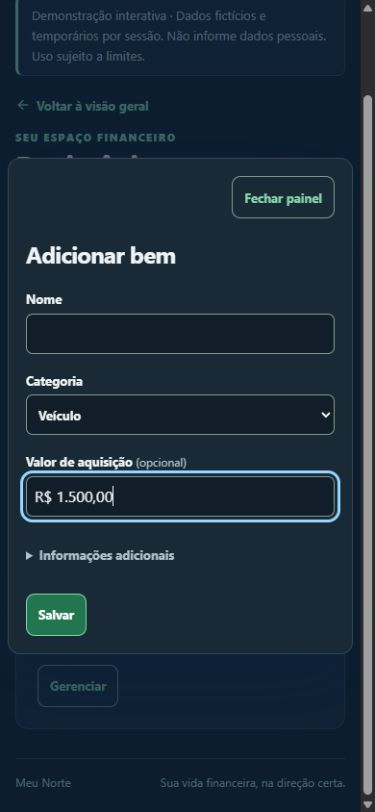 Demonstração interativa · Dados fictícios e
temporários por sessão. Não informe dados pessoais.
Uso sujeito a limites.
← Voltar à visão geral
SEU ESPAÇO FINANCEIRO
Fechar painel
Adicionar bem
Nome
Categoria
Veículo
Valor de aquisição (opcional)
R$ 1.500,00
▶ Informações adicionais
Salvar
Gerenciar
Meu Norte
Sua vida financeira, na direção certa.